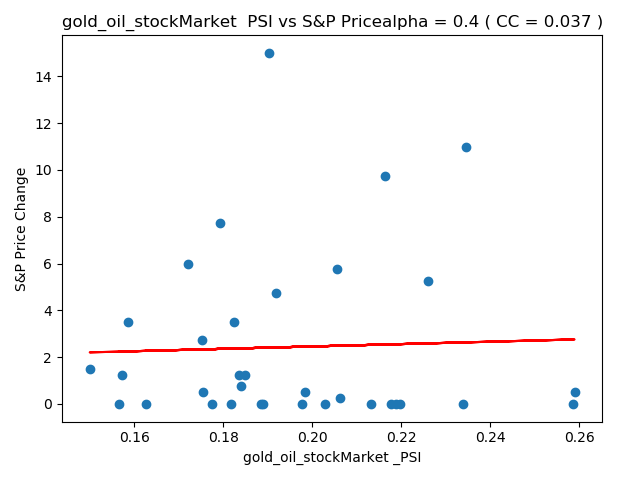 gold_oil_stockMarket  PSI vs S&P Pricealpha = 0.4 ( CC = 0.037 )
14
12
10
8
6
4
2
0
S&P Price Change
0.16 0.18 0.20 0.22 0.24 0.26
gold_oil_stockMarket _PSI